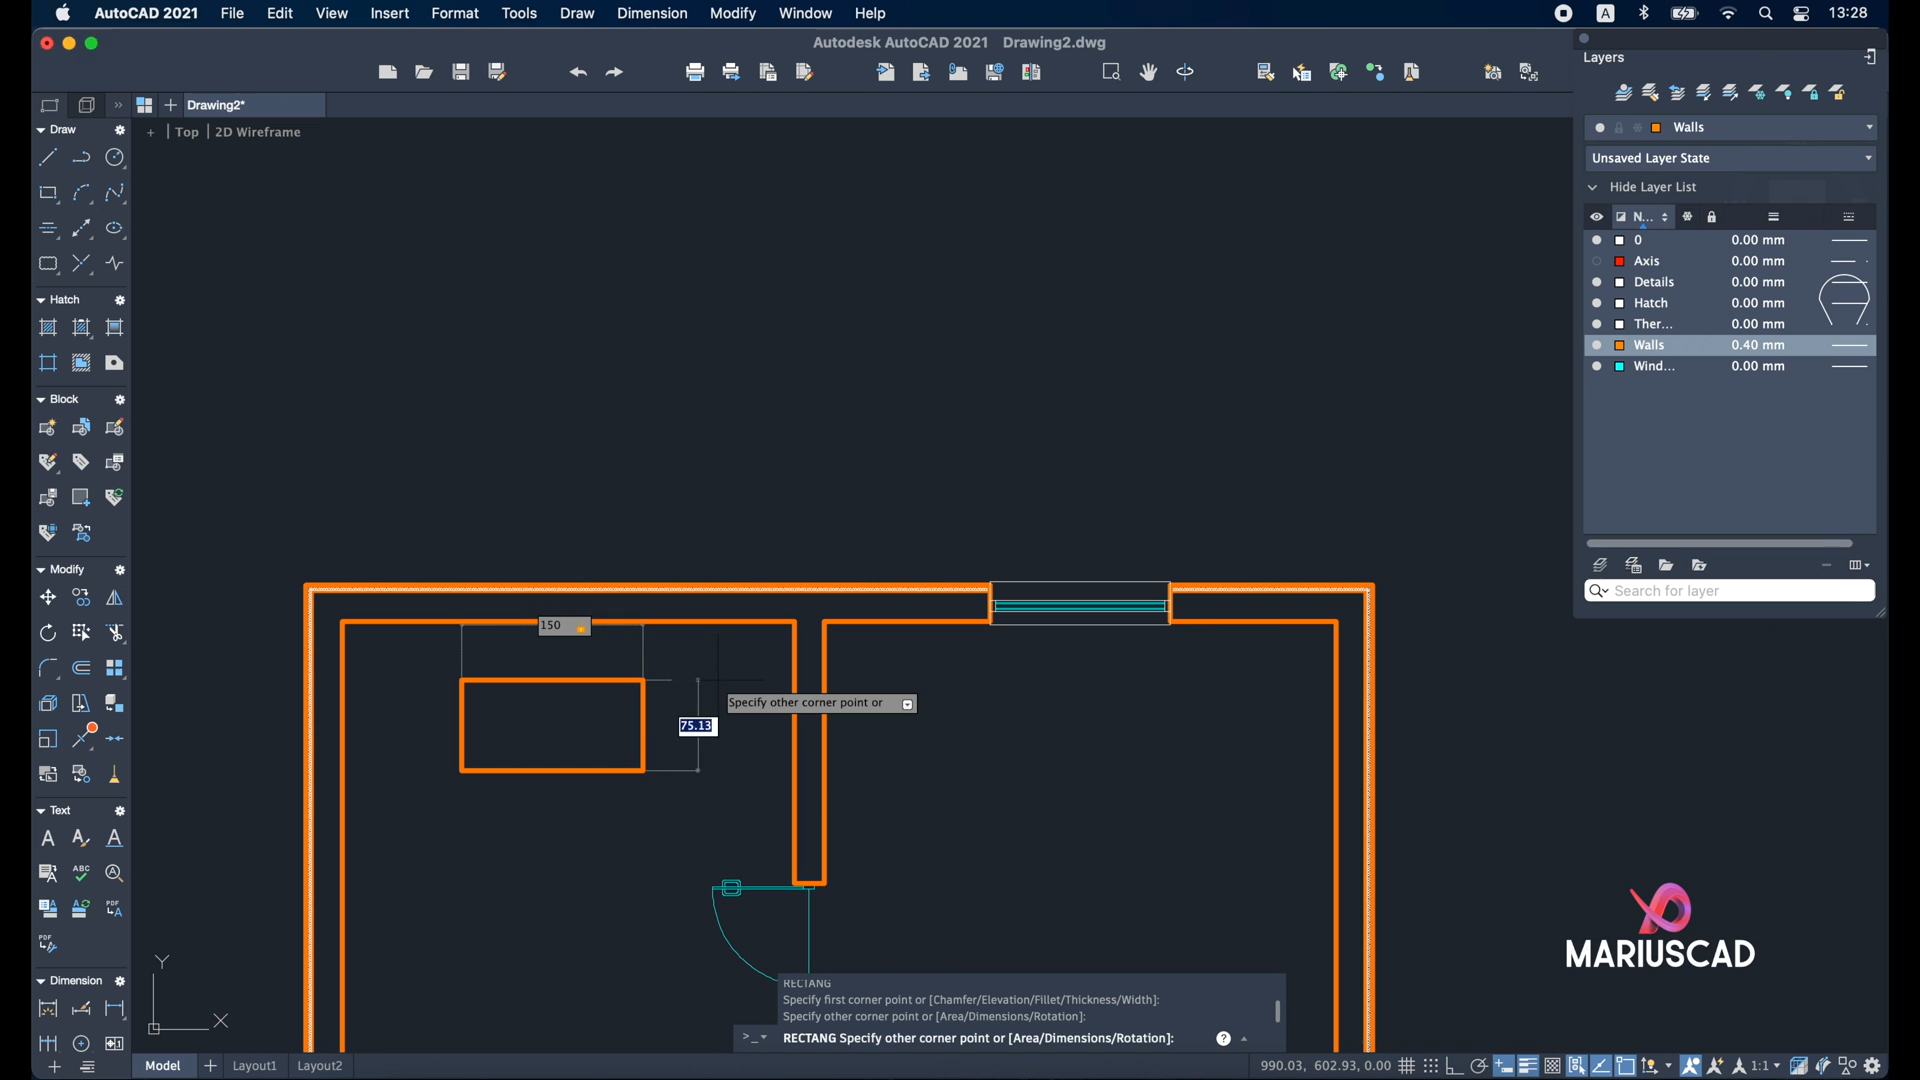 AutoCAD 2021 File Edit View Insert Format Tools Draw Dimension Modify Window Help A 13:28
Autodesk AutoCAD 2021 Drawing2.dwg
Layers
Drawing2*
+ | Top | 2D Wireframe
Draw
Walls
Unsaved Layer State
Hide Layer List
N...
0 0.00 mm
Axis 0.00 mm
Details 0.00 mm
Hatch 0.00 mm
Ther... 0.00 mm
Walls 0.40 mm
Wind... 0.00 mm
Hatch
Block
Modify
Search for layer
150
Specify other corner point or
75.13
Text
A A A
ABC
PDF
PDF
Dimension
Y
X
MARIUSCAD
RECTANG
Specify first corner point or [Chamfer/Elevation/Fillet/Thickness/Width]:
Specify other corner point or [Area/Dimensions/Rotation]:
>_ RECTANG Specify other corner point or [Area/Dimensions/Rotation]: ?
Model + Layout1 Layout2
990.03, 602.93, 0.00 1:1